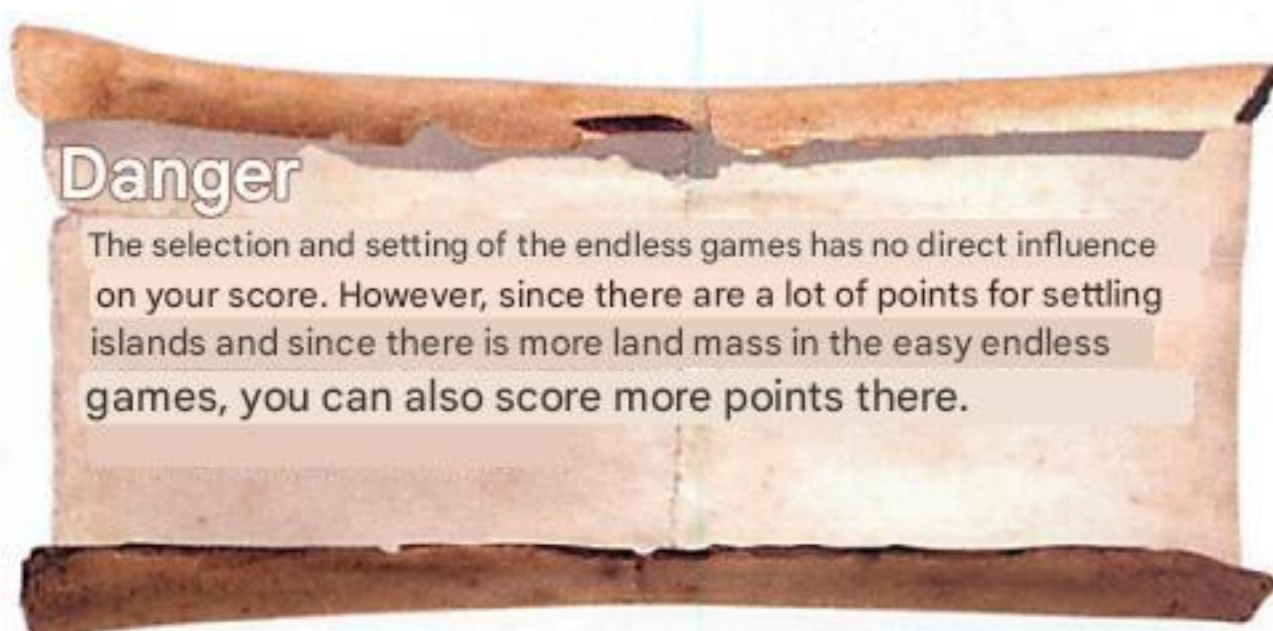 Danger
The selection and setting of the endless games has no direct influence
on your score. However, since there are a lot of points for settling
islands and since there is more land mass in the easy endless
games, you can also score more points there.